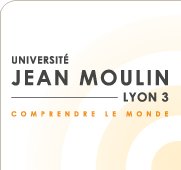 UNIVERSITÉ
JEAN MOULIN
LYON 3
COMPRENDRE LE MONDE